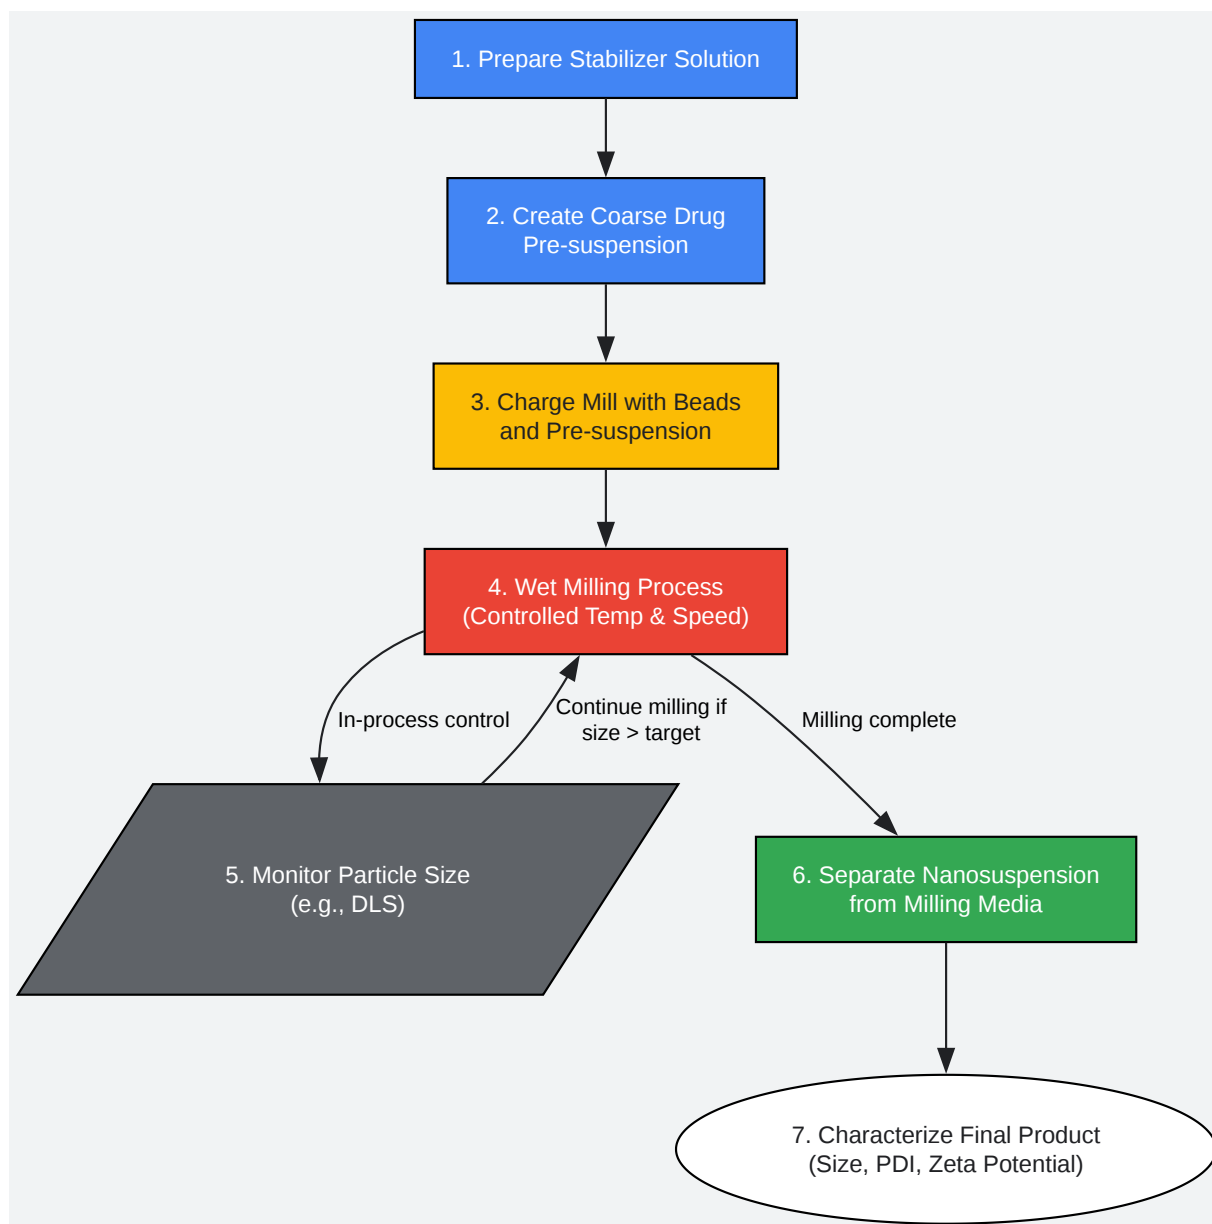 1. Prepare Stabilizer Solution
2. Create Coarse Drug
Pre-suspension
3. Charge Mill with Beads
and Pre-suspension
4. Wet Milling Process
(Controlled Temp & Speed)
In-process control
Continue milling if
size > target
Milling complete
5. Monitor Particle Size
(e.g., DLS)
6. Separate Nanosuspension
from Milling Media
7. Characterize Final Product
(Size, PDI, Zeta Potential)